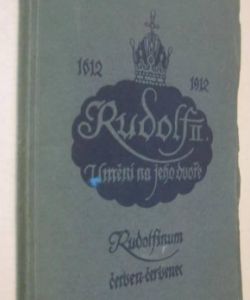 1612 1912
Rudolf II.
Umění na jeho dvoře
Rudolfinum
červen-červenec